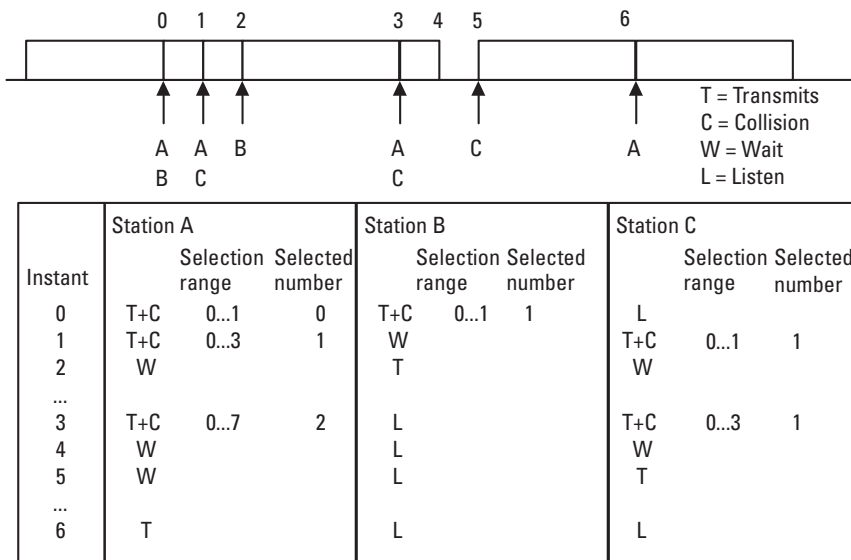 0 1 2 3 4 5 6
T = Transmits
C = Collision
A A B A C A W = Wait
B C C L = Listen
Station A Station B Station C
Selection Selected Selection Selected Selection Selected
Instant range number range number range number
0 T+C 0...1 0 T+C 0...1 1 L
1 T+C 0...3 1 W T+C 0...1 1
2 W T W
...
3 T+C 0...7 2 L T+C 0...3 1
4 W L W
5 W L T
...
6 T L L